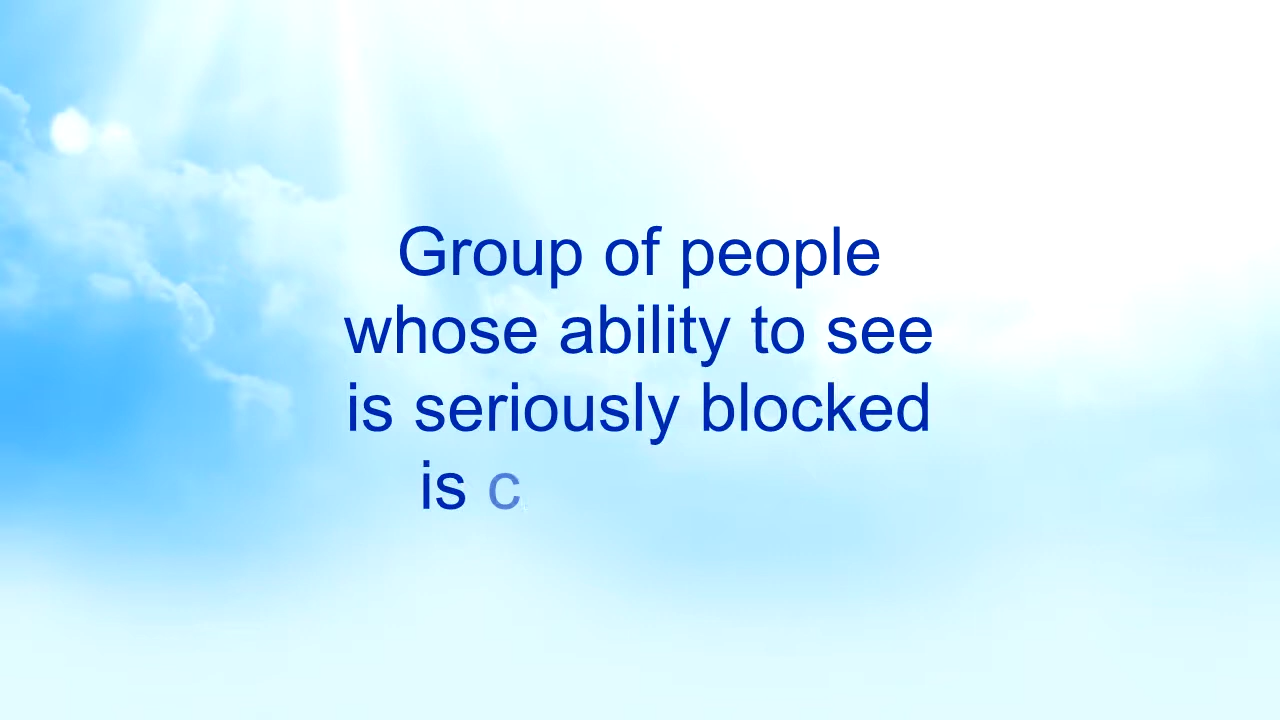 Group of people
whose ability to see
is seriously blocked
is c